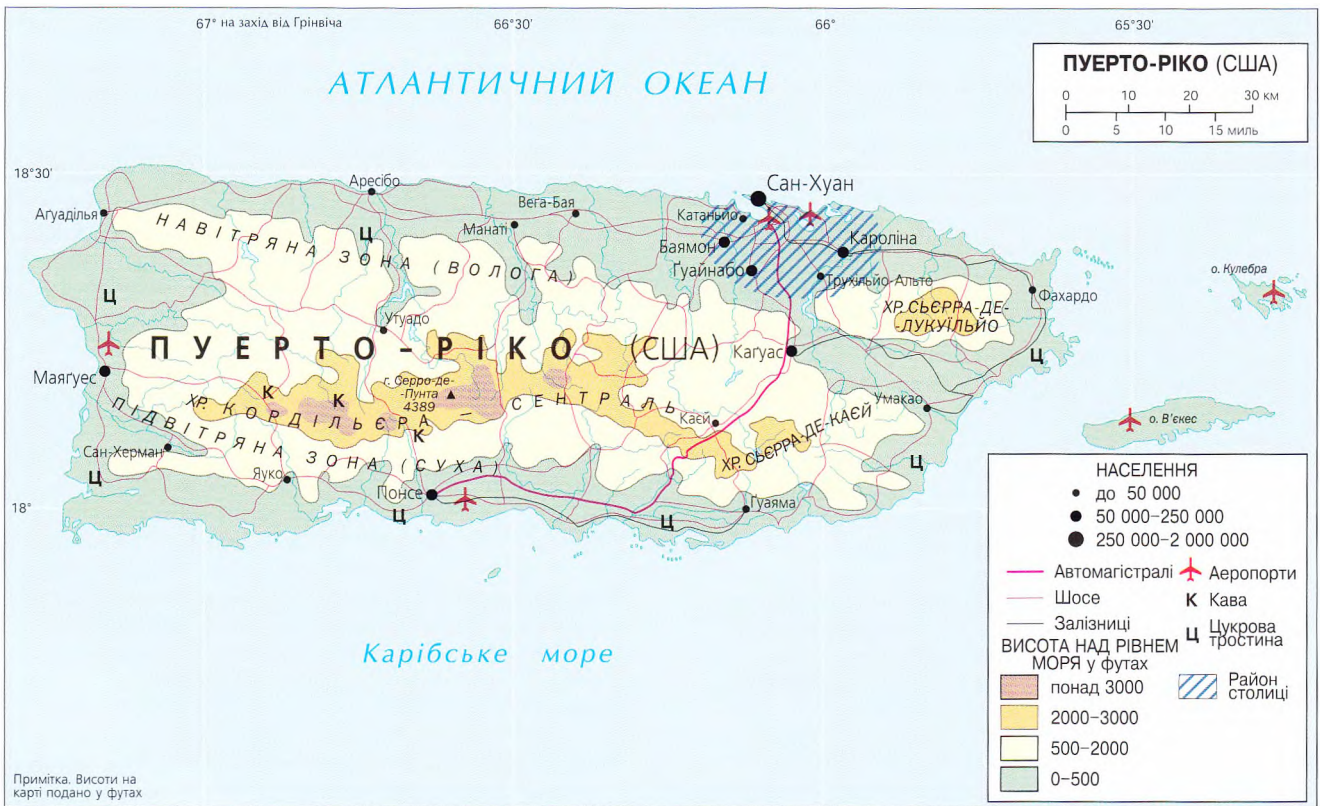 67° на захід від Ґрінвіча
66°30'
66°
65°30'
АТЛАНТИЧНИЙ ОКЕАН
ПУЕРТО-РІКО (США)
0 10 20 30 км
0 5 10 15 миль
18°30'
Аресібо
Сан-Хуан
Аґуаділья
Вега-Бая
Катаньйо
Манаті
НАВІТРЯНА ЗОНА (ВОЛОГА)
Ц
Баямон
Кароліна
Ґуайнабо
Трухільйо-Альто
о. Кулебра
Ц
Фахардо
ХР. СЬЄРРА-ДЕ-
ЛУКУЇЛЬЙО
Утуадо
ПУЕРТО-РІКО (США)
Каґуас
Ц
Маяґуес
г. Серро-де-
-Пунта
4389
К
К
К
ХР. КОРДІЛЬЄРА-СЕНТРАЛЬ
Умакао
Каєй
о. В'єкес
ХР. СЬЄРРА-ДЕ-КАЄЙ
ПІДВІТРЯНА ЗОНА (СУХА)
Сан-Херман
Ц
Ц
Яуко
Понсе
18°
Ц
Ц
Ґуаяма
Карібське море
НАСЕЛЕННЯ
до 50 000
50 000–250 000
250 000–2 000 000
Автомагістралі
Аеропорти
Шосе
К Кава
Залізниці
Ц Цукрова
тростина
ВИСОТА НАД РІВНЕМ
МОРЯ у футах
понад 3000
Район
столиці
2000–3000
500–2000
0–500
Примітка. Висоти на
карті подано у футах